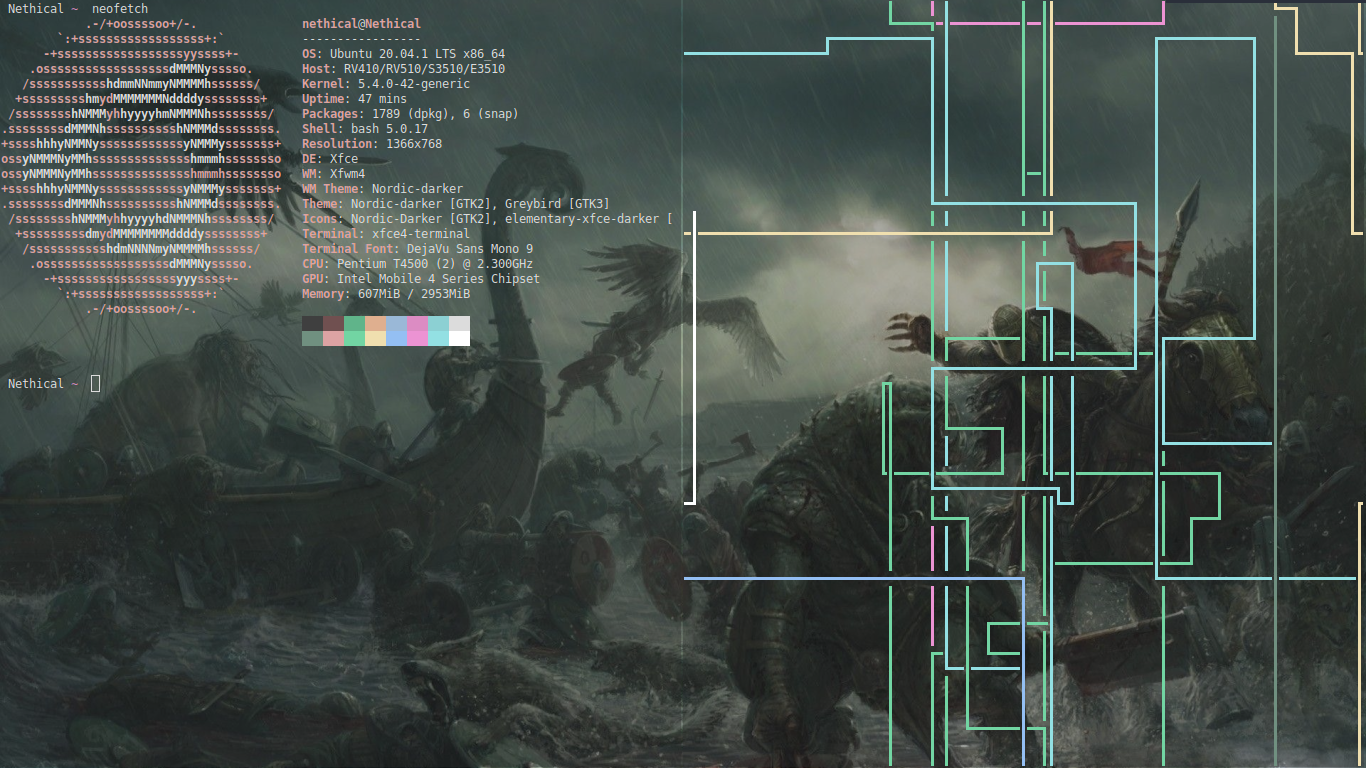 Nethical ~  neofetch
            .-/+oossssoo+/-.
        `:+ssssssssssssssssss+:`           nethical@Nethical
      -+ssssssssssssssssssyyssss+-         -----------------
    .ossssssssssssssssssdMMMNysssso.       OS: Ubuntu 20.04.1 LTS x86_64
   /ssssssssssshdmmNNmmyNMMMMhssssss/      Host: RV410/RV510/S3510/E3510
  +ssssssssshmydMMMMMMMNddddyssssssss+     Kernel: 5.4.0-42-generic
 /sssssssshNMMMyhhyyyyhmNMMMNhssssssss/    Uptime: 47 mins
.ssssssssdMMMNhsssssssssshNMMMdssssssss.   Packages: 1789 (dpkg), 6 (snap)
+sssshhhyNMMNyssssssssssssyNMMMysssssss+   Shell: bash 5.0.17
ossyNMMMNyMMhsssssssssssssshmmmhssssssso   Resolution: 1366x768
ossyNMMMNyMMhsssssssssssssshmmmhssssssso   DE: Xfce
+sssshhhyNMMNyssssssssssssyNMMMysssssss+   WM: Xfwm4
.ssssssssdMMMNhsssssssssshNMMMdssssssss.   WM Theme: Nordic-darker
 /sssssssshNMMMyhhyyyyhdNMMMNhssssssss/    Theme: Nordic-darker [GTK2], Greybird [GTK3]
  +sssssssssdmydMMMMMMMMddddyssssssss+     Icons: Nordic-Darker [GTK2], elementary-xfce-darker [
   /ssssssssssshdmNNNNmyNMMMMhssssss/      Terminal: xfce4-terminal
    .ossssssssssssssssssdMMMNysssso.       Terminal Font: DejaVu Sans Mono 9
      -+sssssssssssssssssyyyssss+-         CPU: Pentium T4500 (2) @ 2.300GHz
        `:+ssssssssssssssssss+:`           GPU: Intel Mobile 4 Series Chipset
            .-/+oossssoo+/-.               Memory: 607MiB / 2953MiB
Nethical ~